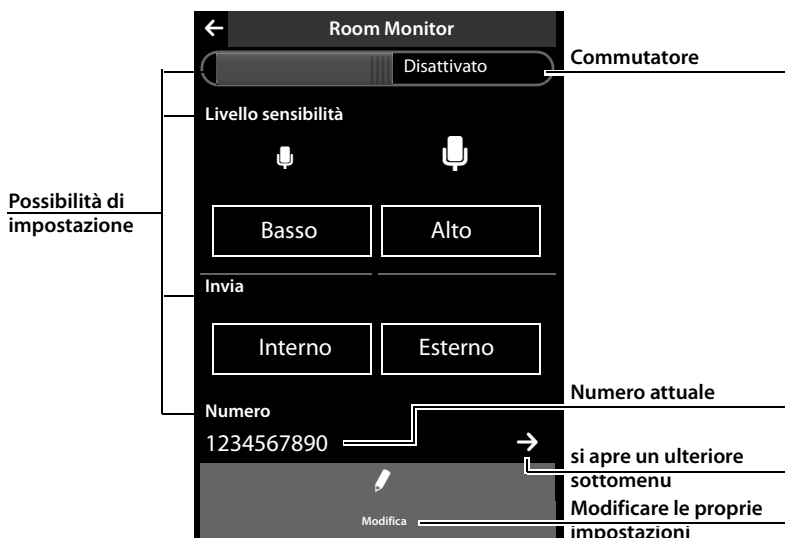 Room Monitor
Disattivato
Commutatore
Livello sensibilità
Possibilità di
impostazione
Basso Alto
Invia
Interno Esterno
Numero attuale
Numero
1234567890
si apre un ulteriore
sottomenu
Modifica
Modificare le proprie
impostazioni